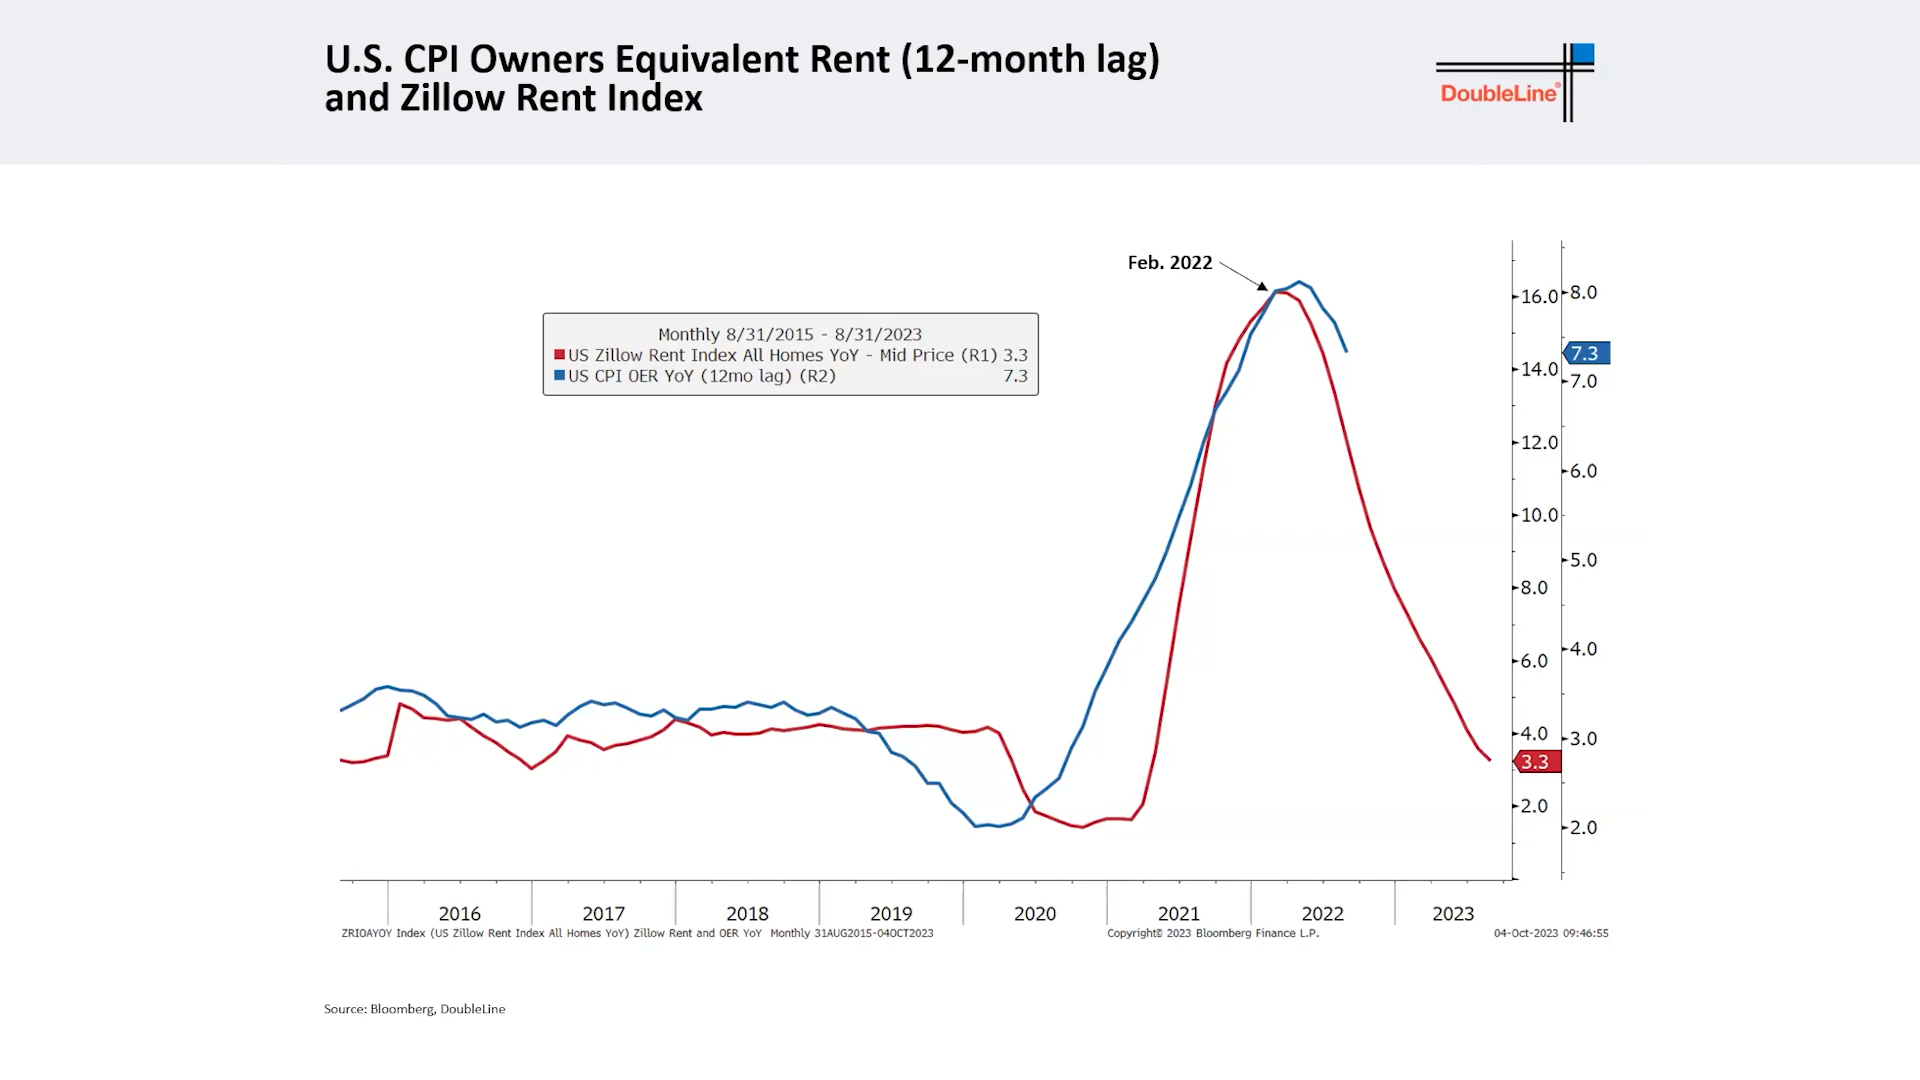 U.S. CPI Owners Equivalent Rent (12-month lag)
and Zillow Rent Index
DoubleLine®
Feb. 2022
Monthly 8/31/2015 - 8/31/2023
US Zillow Rent Index All Homes YoY - Mid Price (R1) 3.3
US CPI OER YoY (12mo lag) (R2) 7.3
16.0
14.0
12.0
10.0
8.0
6.0
4.0
3.3
2.0
8.0
7.3
7.0
6.0
5.0
4.0
3.0
2.0
2016 2017 2018 2019 2020 2021 2022 2023
ZRIOAYOY Index (US Zillow Rent Index All Homes YoY) Zillow Rent and OER YoY Monthly 31AUG2015-04OCT2023 Copyright© 2023 Bloomberg Finance L.P. 04-Oct-2023 09:46:55
Source: Bloomberg, DoubleLine